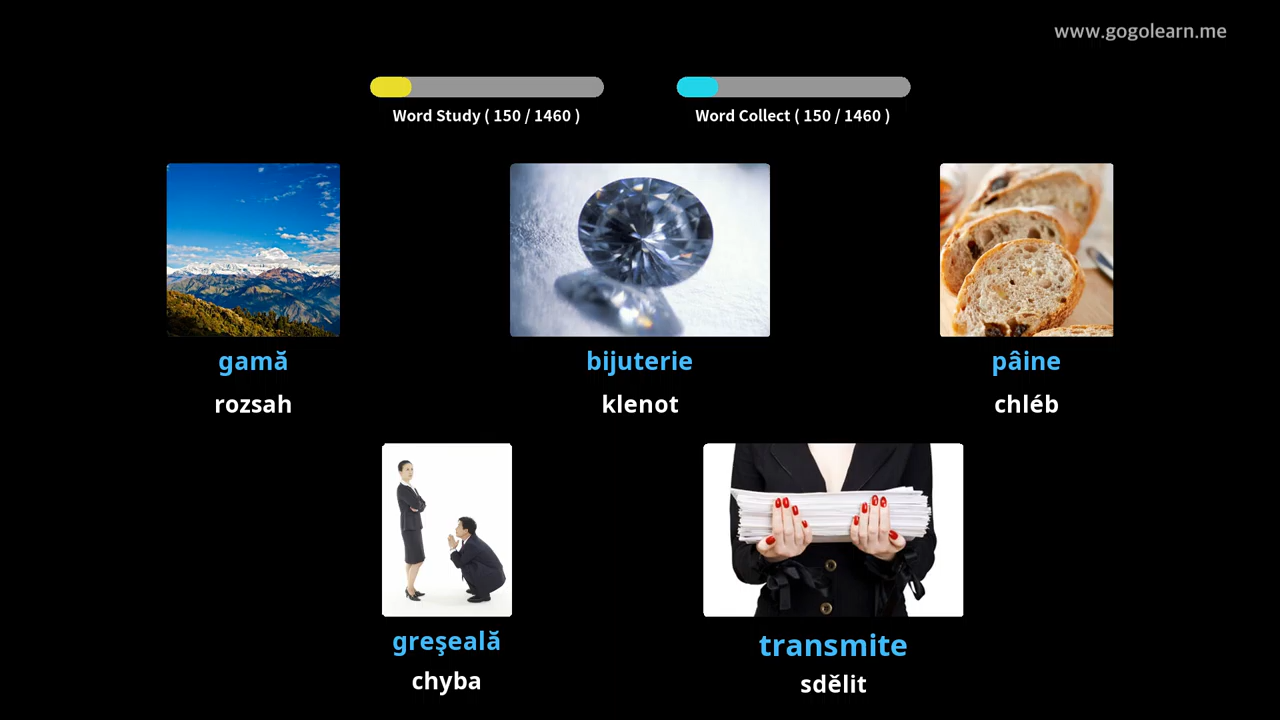 www.gogolearn.me
Word Study ( 150 / 1460 )
Word Collect ( 150 / 1460 )
gamă
rozsah
bijuterie
klenot
pâine
chléb
greşeală
chyba
transmite
sdělit